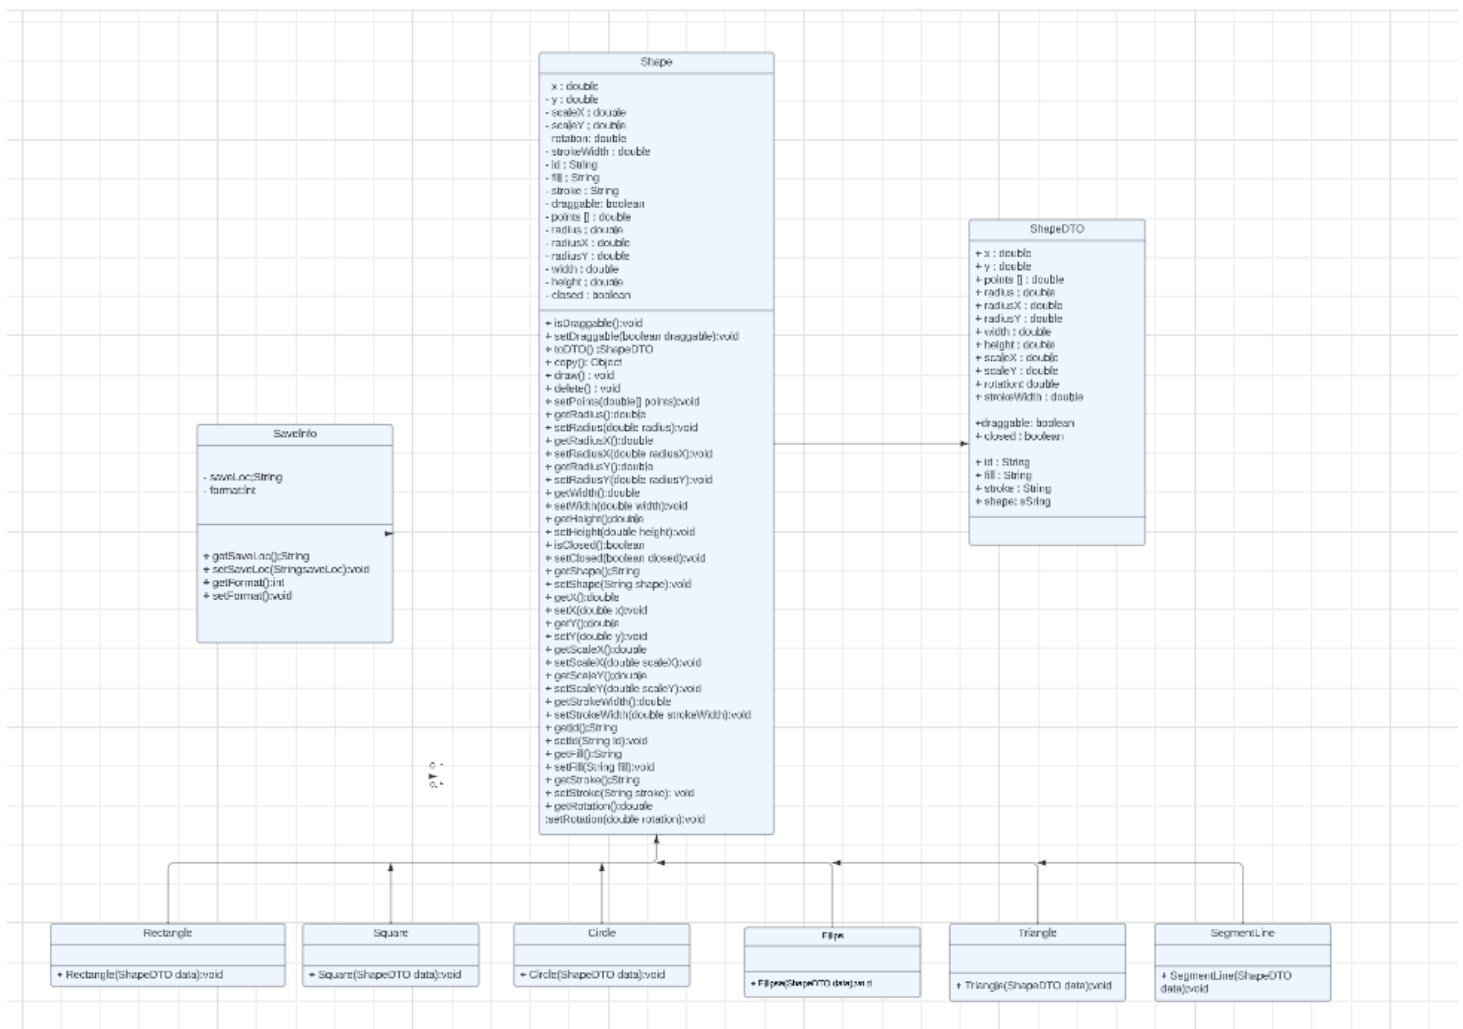 Shape
x : double
- y : double
- scaleX : double
- scaleY : double
rotation: double
- strokeWidth : double
- id : String
- fill : String
- stroke : String
- draggable: boolean
- points [] : double
- radius : double
- radiusX : double
- radiusY : double
- width : double
- height : double
- closed : boolean
+ isDraggable():void
+ setDraggable(boolean draggable):void
+ toDTO() :ShapeDTO
+ copy(): Object
+ draw() : void
+ delete() : void
+ setPoints(double[] points):void
+ getRadius():double
+ setRadius(double radius):void
+ getRadiusX():double
+ setRadiusX(double radiusX):void
+ getRadiusY():double
+ setRadiusY(double radiusY):void
+ getWidth():double
+ setWidth(double width):void
+ getHeight():double
+ setHeight(double height):void
+ isClosed():boolean
+ setClosed(boolean closed):void
+ getShape():String
+ setShape(String shape):void
+ getX():double
+ setX(double x):void
+ getY():double
+ setY(double y):void
+ getScaleX():double
+ setScaleX(double scaleX):void
+ getScaleY():double
+ setScaleY(double scaleY):void
+ getStrokeWidth():double
+ setStrokeWidth(double strokeWidth):void
+ getId():String
+ setId(String id):void
+ getFill():String
+ setFill(String fill):void
+ getStroke():String
+ setStroke(String stroke): void
+ getRotation():double
:setRotation(double rotation):void
ShapeDTO
+ x : double
+ y : double
+ points [] : double
+ radius : double
+ radiusX : double
+ radiusY : double
+ width : double
+ height : double
+ scaleX : double
+ scaleY : double
+ rotation: double
+ strokeWidth : double
+draggable: boolean
+ closed : boolean
+ id : String
+ fill : String
+ stroke : String
+ shape: sSring
SaveInfo
- saveLoc:String
- format:int
+ getSaveLoc():String
+ setSaveLoc(StringsaveLoc):void
+ getFormat():int
+ setFormat():void
Rectangle
+ Rectangle(ShapeDTO data):void
Square
+ Square(ShapeDTO data):void
Circle
+ Circle(ShapeDTO data):void
Ellips
+ Ellipse(ShapeDTO data):void
Triangle
+ Triangle(ShapeDTO data):void
SegmentLine
+ SegmentLine(ShapeDTO
data):void